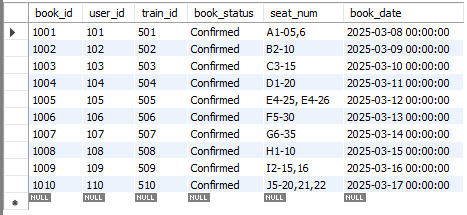 book_id user_id train_id book_status seat_num book_date
1001 101 501 Confirmed A1-05,6 2025-03-08 00:00:00
1002 102 502 Confirmed B2-10 2025-03-09 00:00:00
1003 103 503 Confirmed C3-15 2025-03-10 00:00:00
1004 104 504 Confirmed D1-20 2025-03-11 00:00:00
1005 105 505 Confirmed E4-25, E4-26 2025-03-12 00:00:00
1006 106 506 Confirmed F5-30 2025-03-13 00:00:00
1007 107 507 Confirmed G6-35 2025-03-14 00:00:00
1008 108 508 Confirmed H1-10 2025-03-15 00:00:00
1009 109 509 Confirmed I2-15,16 2025-03-16 00:00:00
1010 110 510 Confirmed J5-20,21,22 2025-03-17 00:00:00
NULL NULL NULL NULL NULL NULL